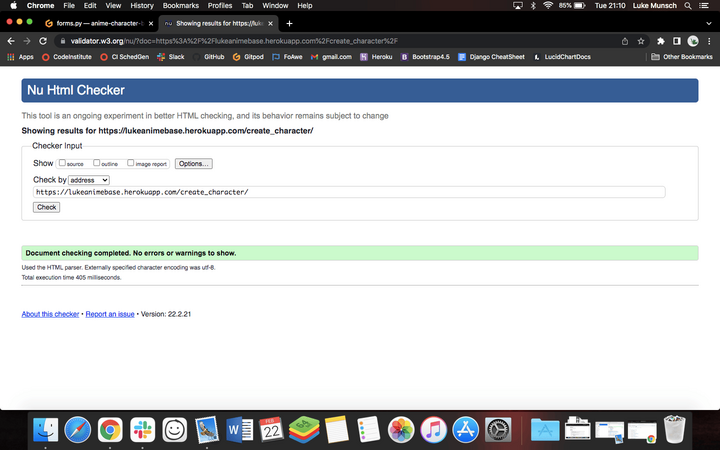 Chrome File Edit View History Bookmarks Profiles Tab Window Help 85% Tue 21:10 Luke Munsch
forms.py — anime-character-b Showing results for https://luke
validator.w3.org/nu/?doc=https%3A%2F%2Flukeanimebase.herokuapp.com%2Fcreate_character%2F
Apps CodeInstitute CI SchedGen Slack GitHub Gitpod FoAwe gmail.com Heroku Bootstrap4.5 Django CheatSheet LucidChartDocs Other Bookmarks
Nu Html Checker
This tool is an ongoing experiment in better HTML checking, and its behavior remains subject to change
Showing results for https://lukeanimebase.herokuapp.com/create_character/
Checker Input
Show source outline image report Options...
Check by address
https://lukeanimebase.herokuapp.com/create_character/
Check
Document checking completed. No errors or warnings to show.
Used the HTML parser. Externally specified character encoding was utf-8.
Total execution time 405 milliseconds.
About this checker • Report an issue • Version: 22.2.21
22